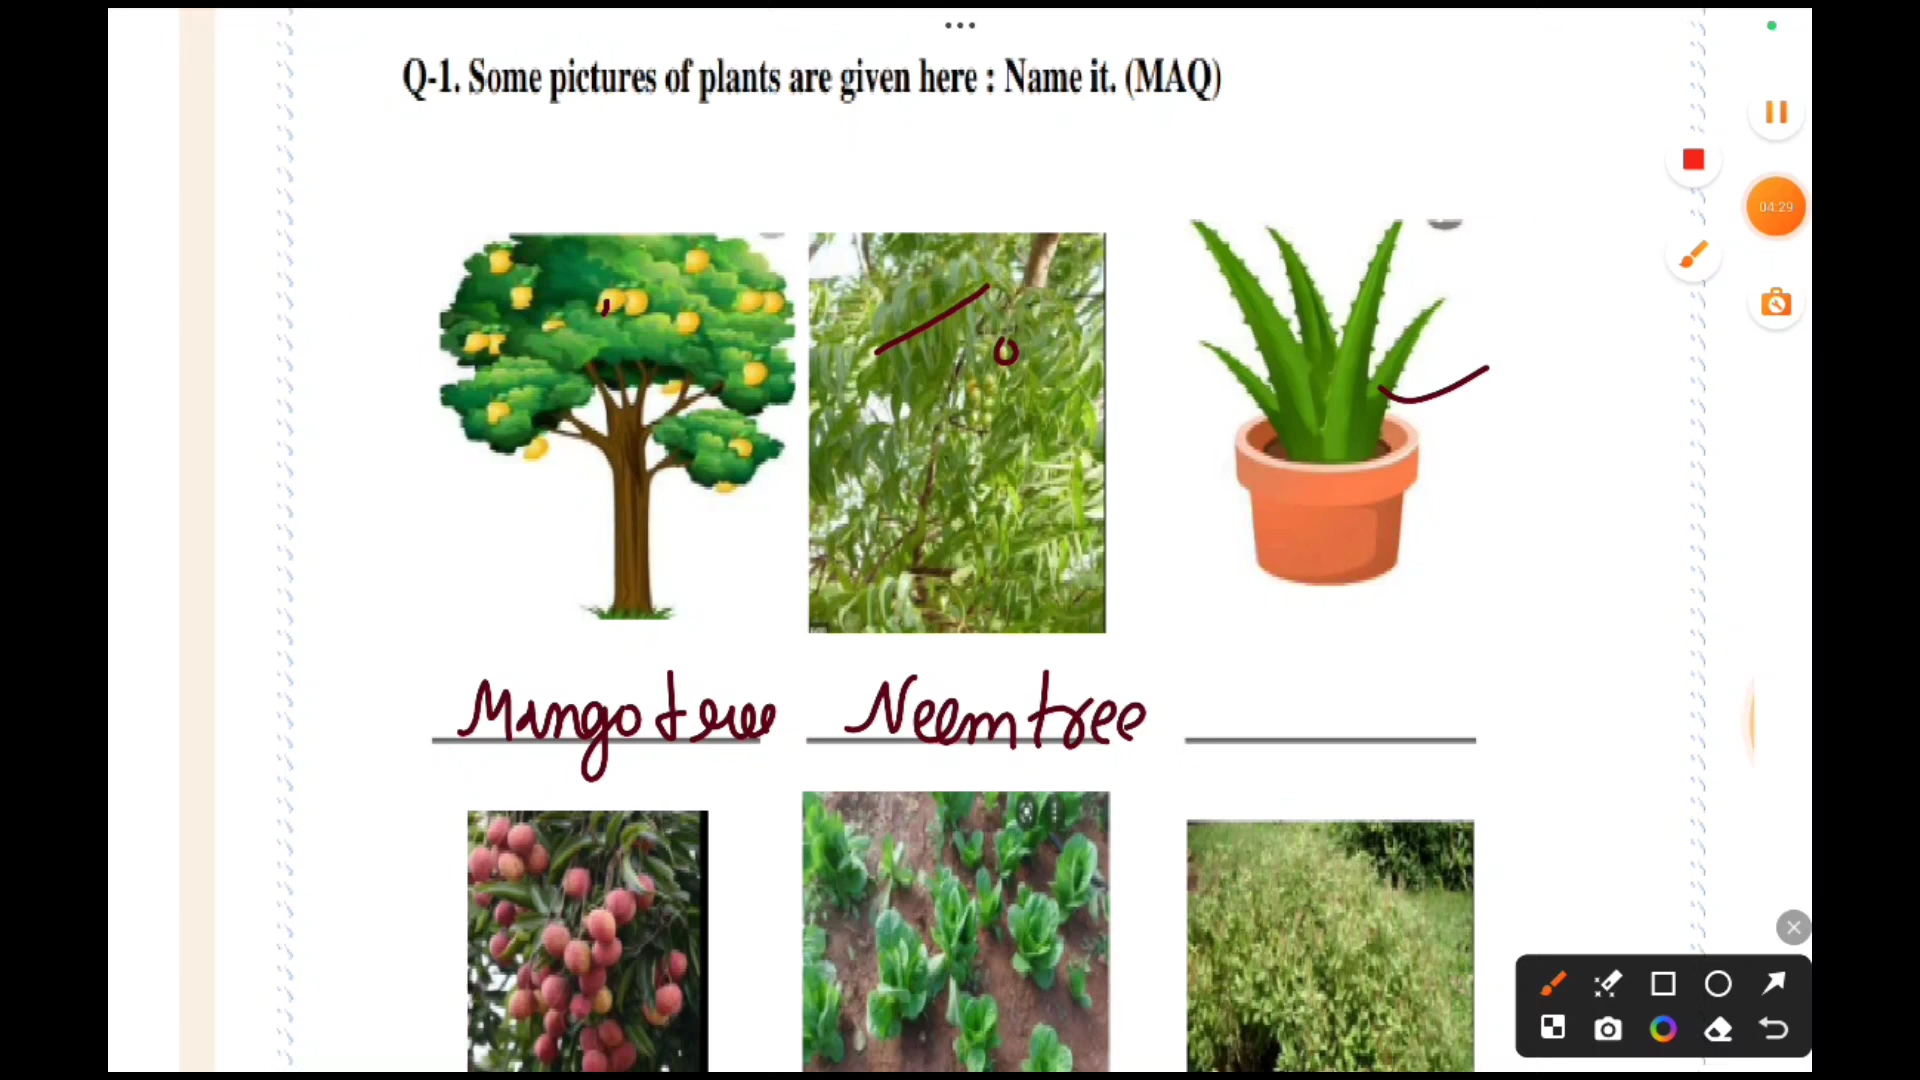 Q-1. Some pictures of plants are given here : Name it. (MAQ)
04:29
Mango tree Neem tree